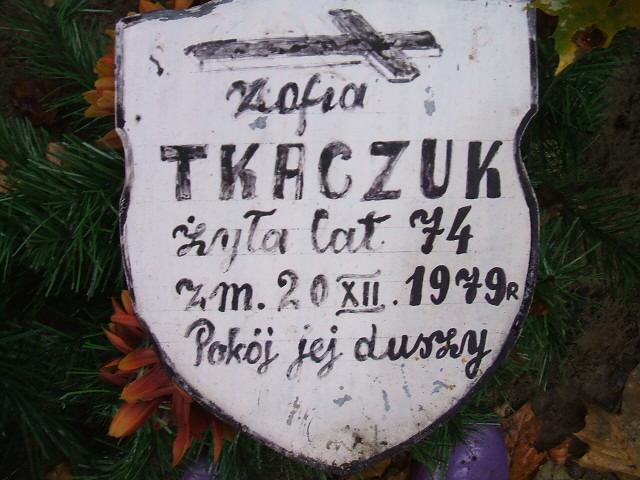 Zofia
TKACZUK
żyła lat 74
zm. 20 XII. 1979R
Pokój jej duszy